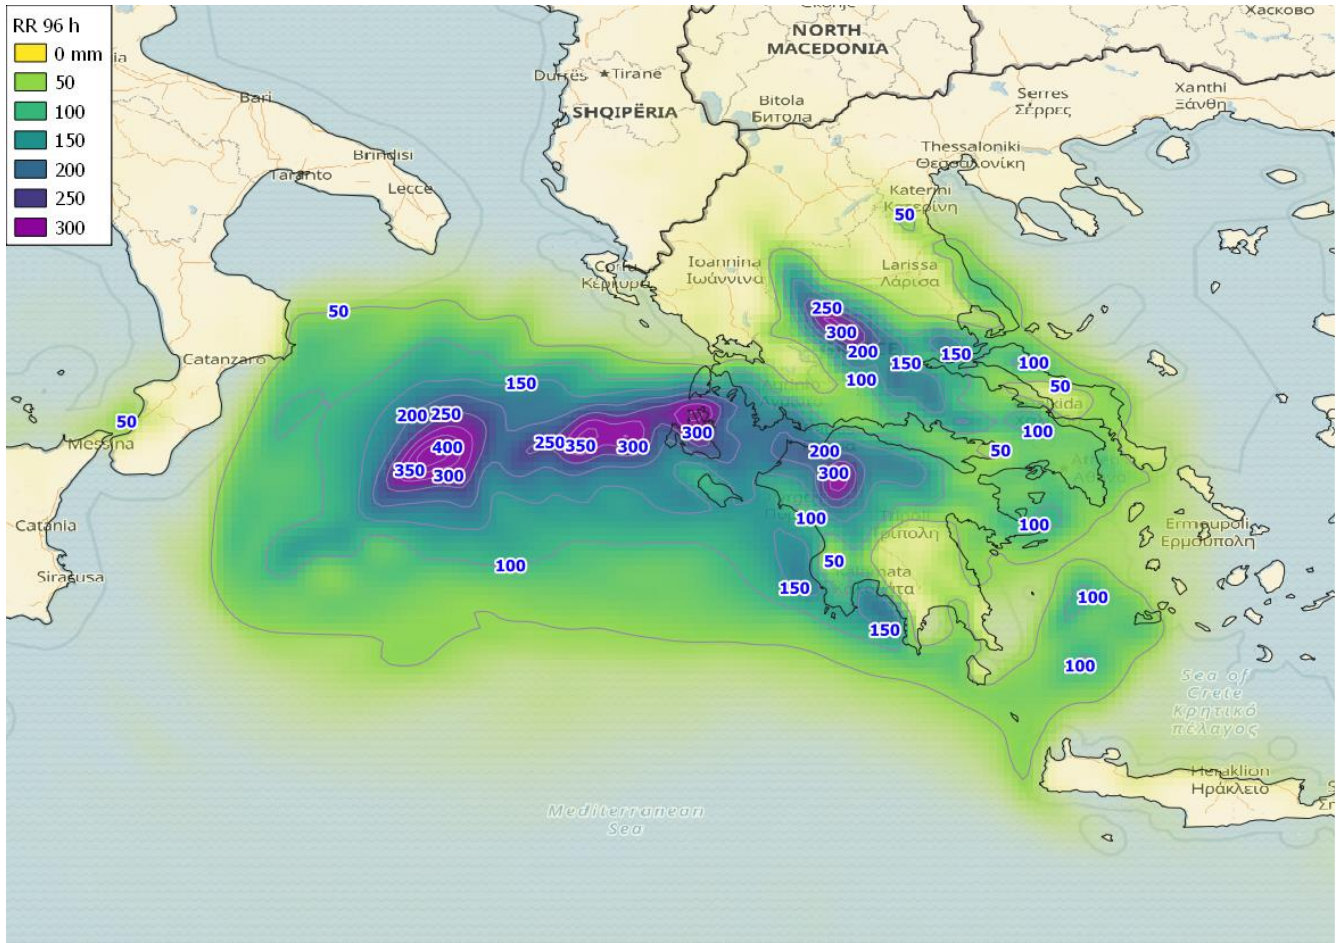 RR 96 h
0 mm
50
100
150
200
250
300
Хасково
NORTH
MACEDONIA
Durrës
Tiranë
Bari
Bitola
Битола
SHQIPËRIA
Serres
Σέρρες
Xanthi
Ξάνθη
Brindisi
Taranto
Lecce
Thessaloniki
Θεσσαλονίκη
Katerini
Κατερίνη
50
Ioannina
Ιωάννινα
Larissa
Λάρισα
Corfu
Κέρκυρα
50
250
300
200
150
150
100
100
50
Catanzaro
150
50
Messina
200
250
400
350
300
250
350
300
300
200
300
100
50
100
Catania
Siracusa
100
100
Ermoupoli
Ερμούπολη
50
100
150
150
100
100
Sea of
Crete
Κρητικό
πέλαγος
Heraklion
Ηράκλειο
Mediterranean
Sea